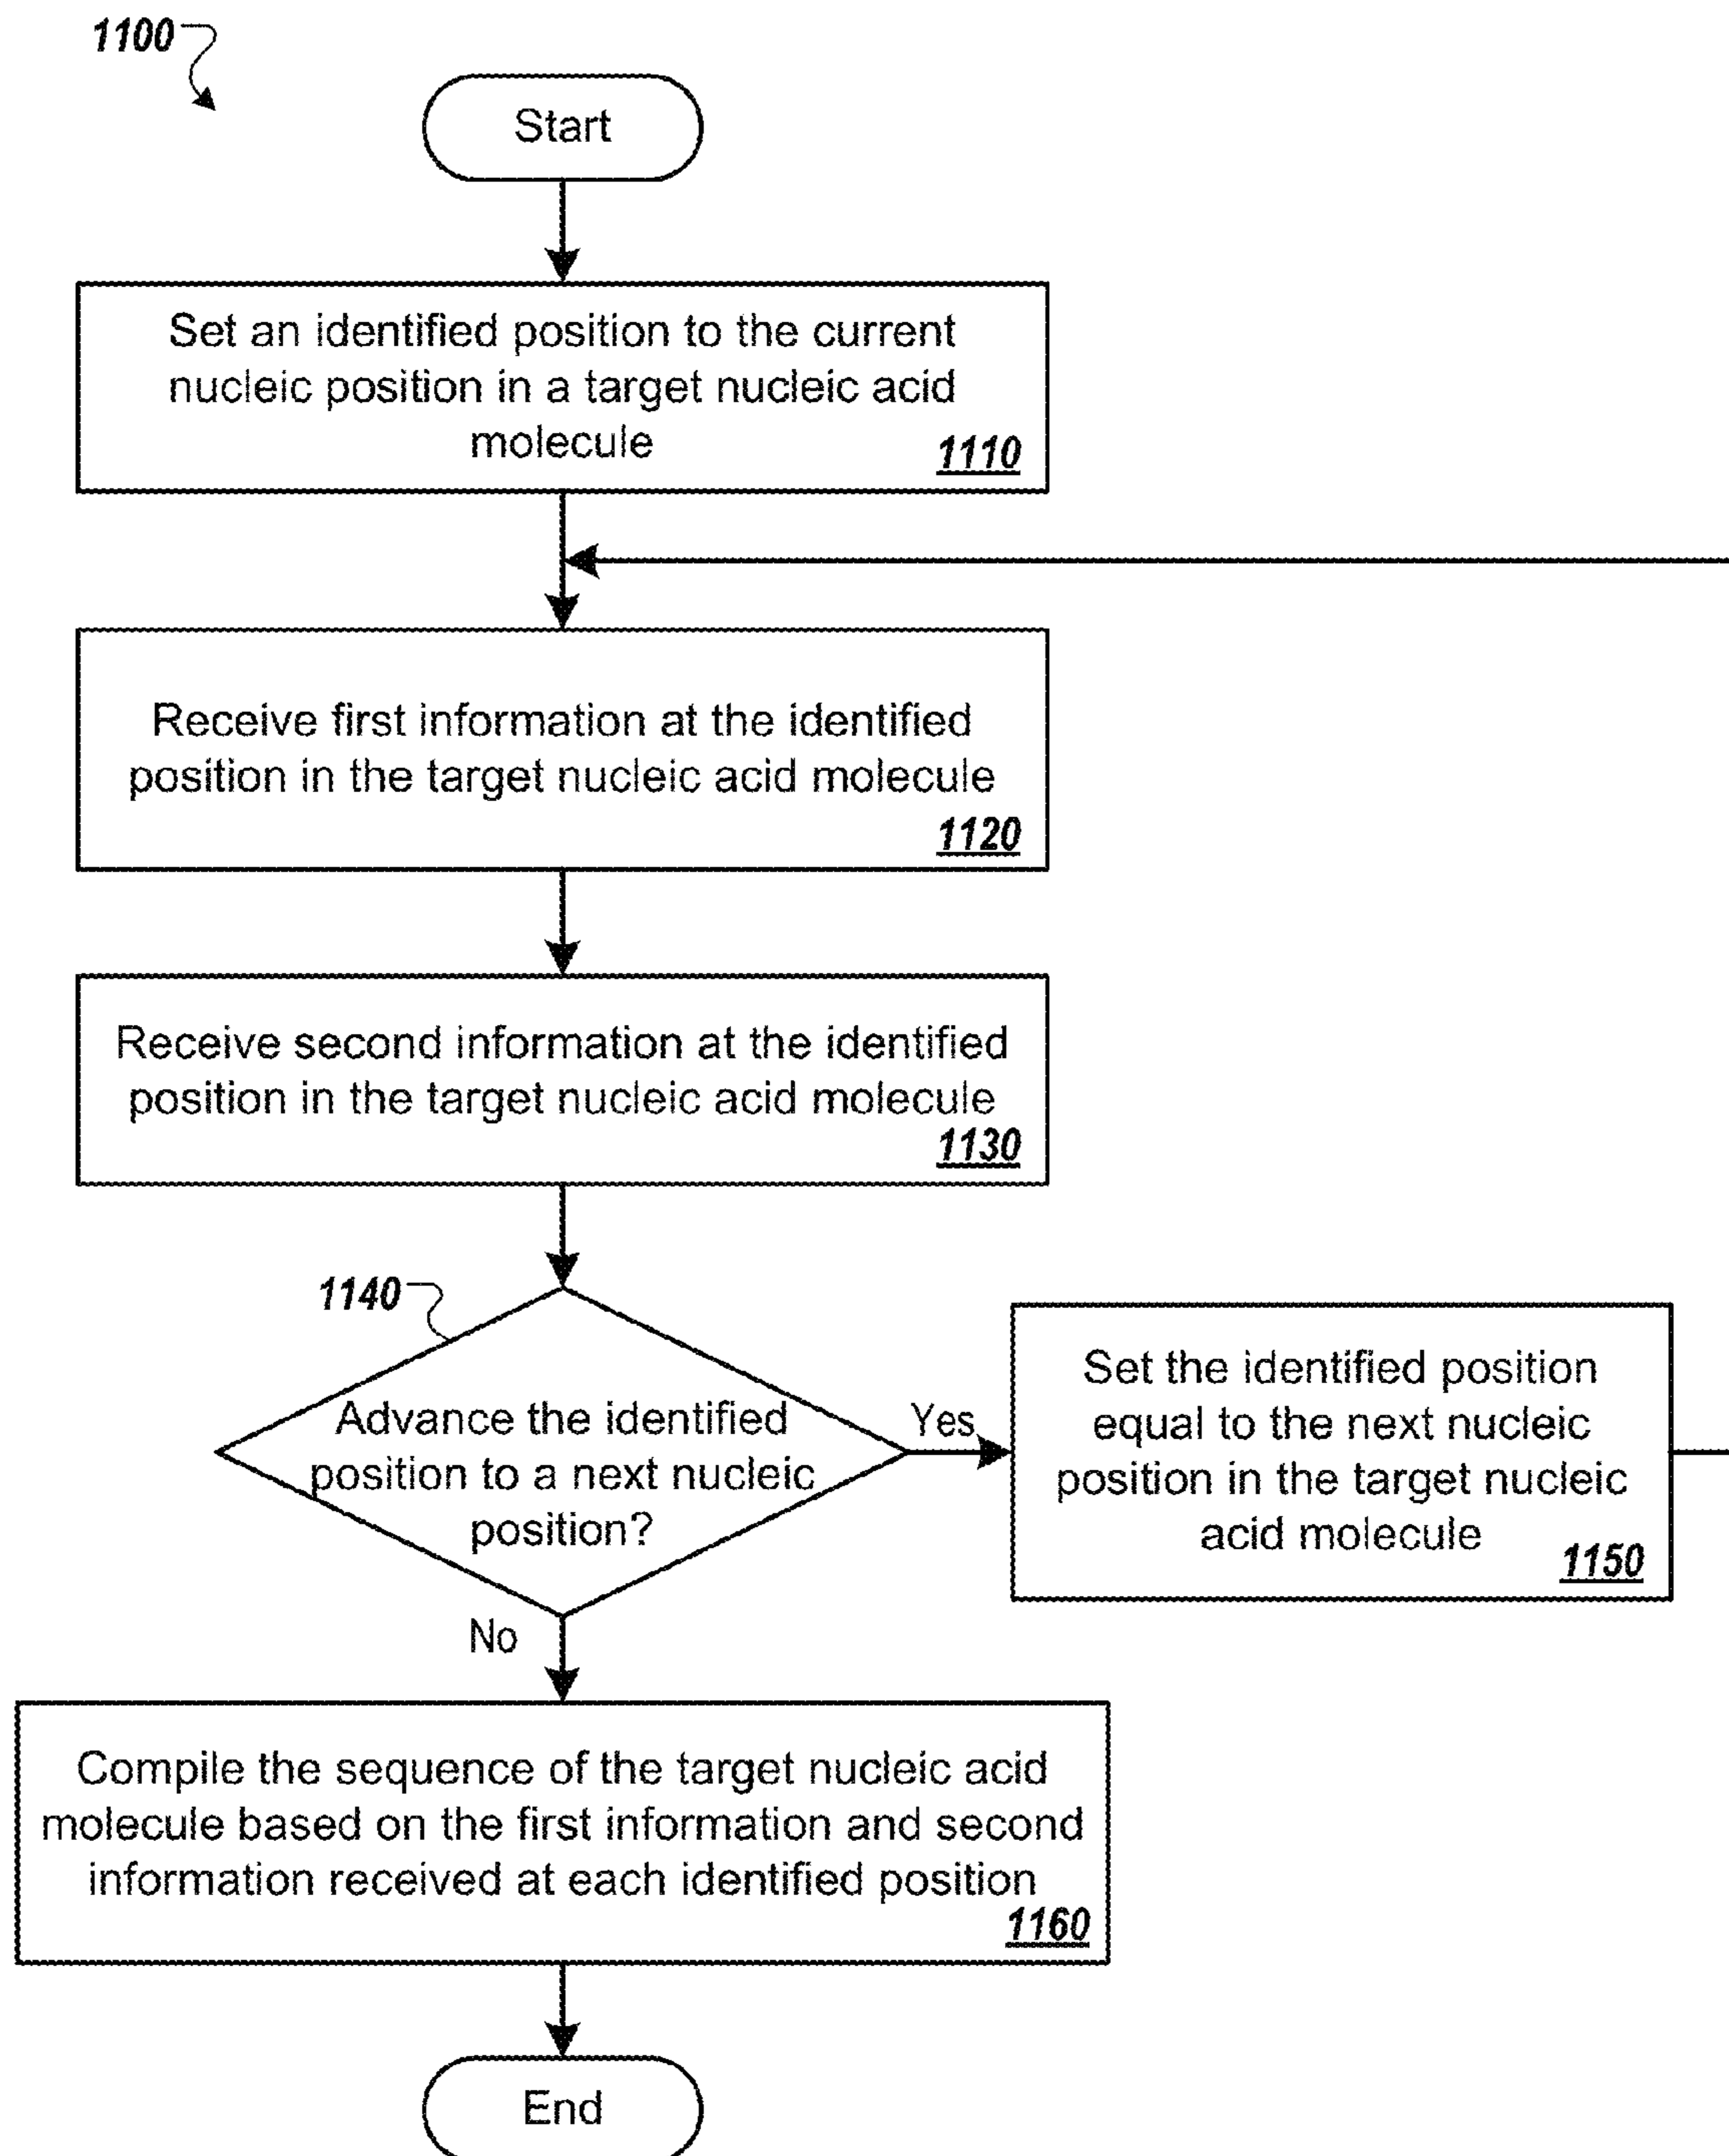 1100
Start
Set an identified position to the current
nucleic position in a target nucleic acid
molecule
1110
Receive first information at the identified
position in the target nucleic acid molecule
1120
Receive second information at the identified
position in the target nucleic acid molecule
1130
1140
Advance the identified
position to a next nucleic
position?
Yes
Set the identified position
equal to the next nucleic
position in the target nucleic
acid molecule
1150
No
Compile the sequence of the target nucleic acid
molecule based on the first information and second
information received at each identified position
1160
End